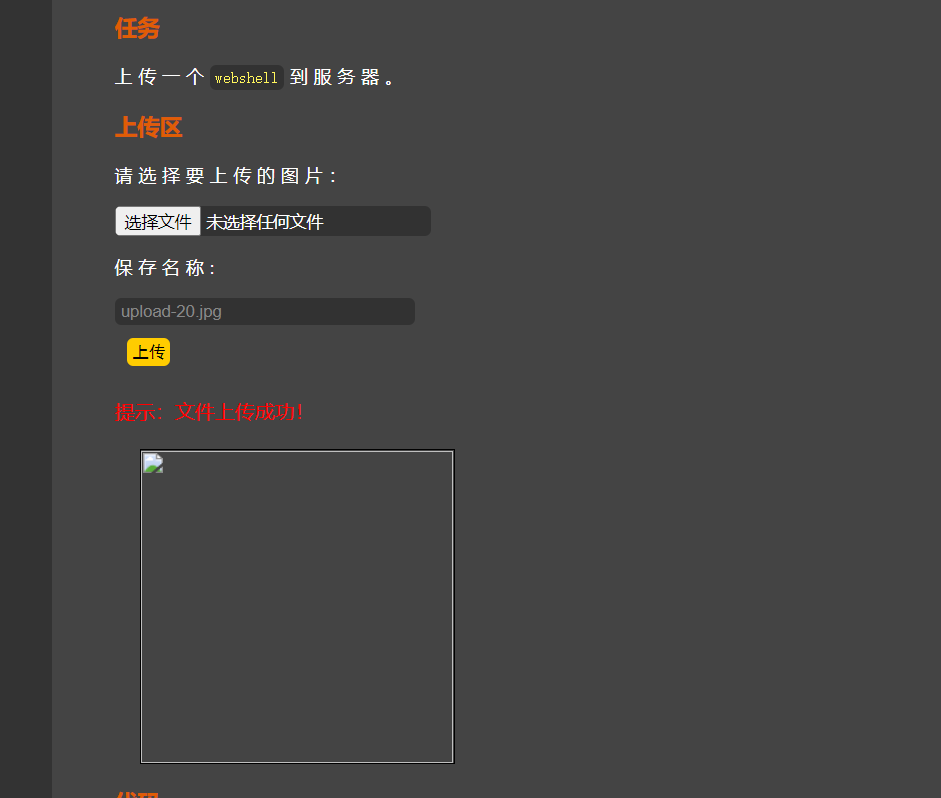 任务
上传一个 webshell 到服务器。
上传区
请选择要上传的图片：
选择文件 未选择任何文件
保存名称：
upload-20.jpg
上传
提示：文件上传成功！
代码